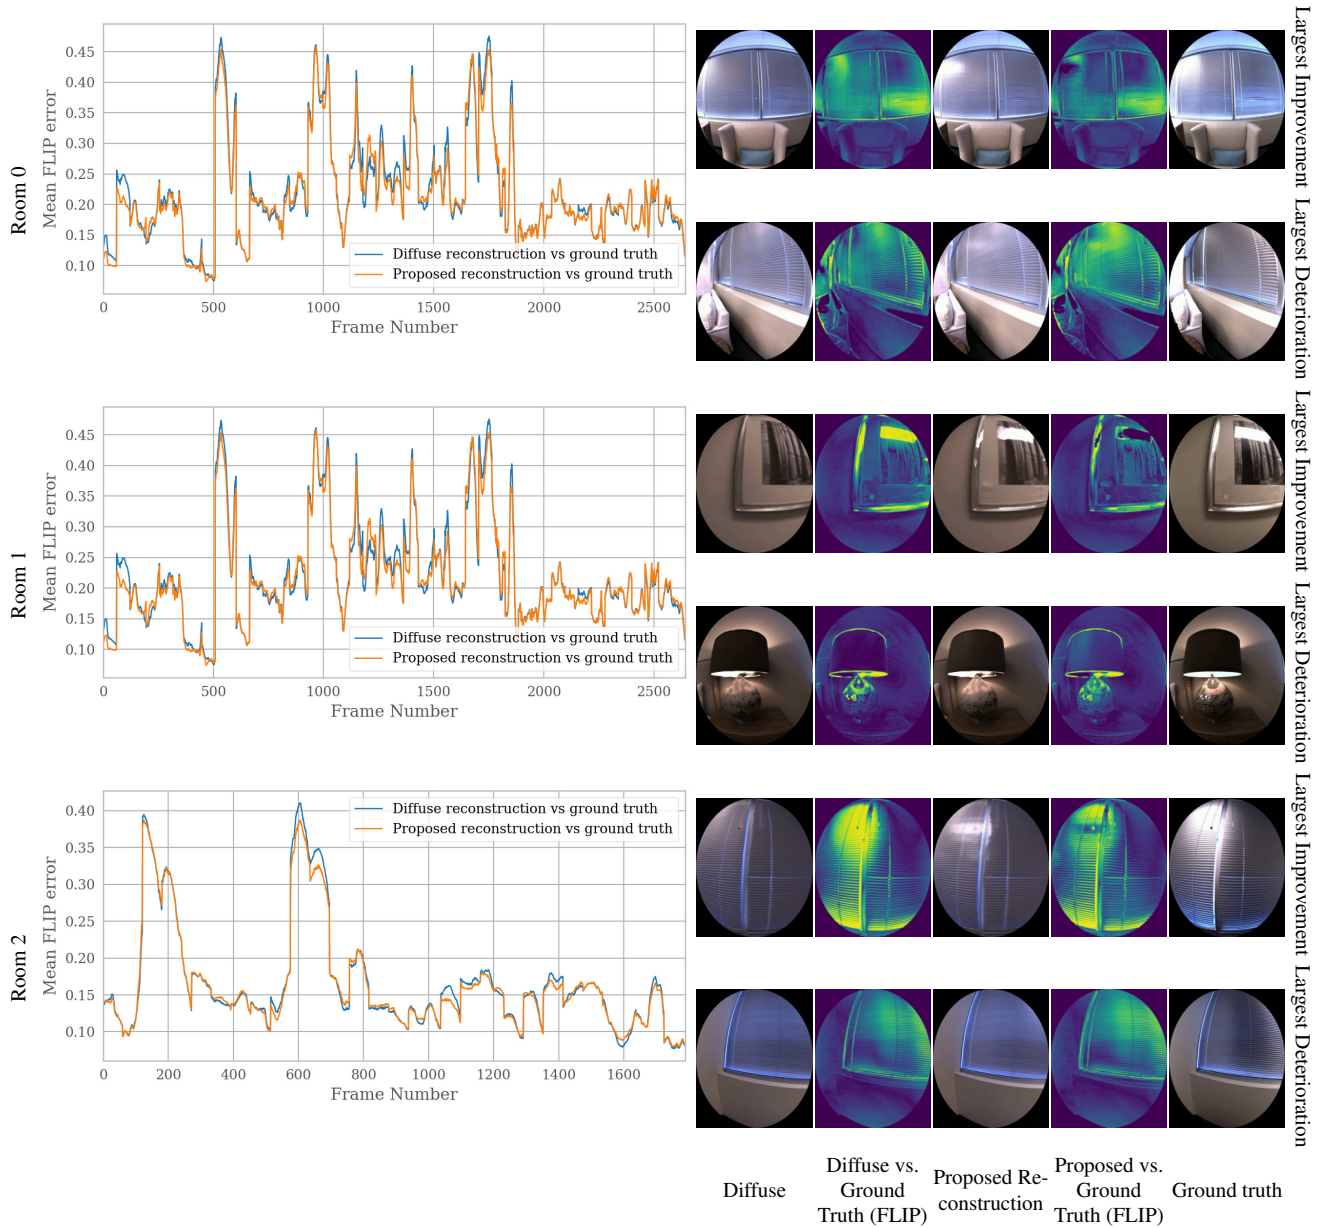 Room 0
Mean FLIP error
0.45
0.40
0.35
0.30
0.25
0.20
0.15
0.10
Diffuse reconstruction vs ground truth
Proposed reconstruction vs ground truth
0 500 1000 1500 2000 2500
Frame Number
Largest Improvement
Largest Deterioration
Room 1
Mean FLIP error
0.45
0.40
0.35
0.30
0.25
0.20
0.15
0.10
Diffuse reconstruction vs ground truth
Proposed reconstruction vs ground truth
0 500 1000 1500 2000 2500
Frame Number
Largest Improvement
Largest Deterioration
Room 2
Mean FLIP error
0.40
0.35
0.30
0.25
0.20
0.15
0.10
Diffuse reconstruction vs ground truth
Proposed reconstruction vs ground truth
0 200 400 600 800 1000 1200 1400 1600
Frame Number
Largest Improvement
Largest Deterioration
Diffuse
Diffuse vs.
Ground
Truth (FLIP)
Proposed Re-
construction
Proposed vs.
Ground
Truth (FLIP)
Ground truth